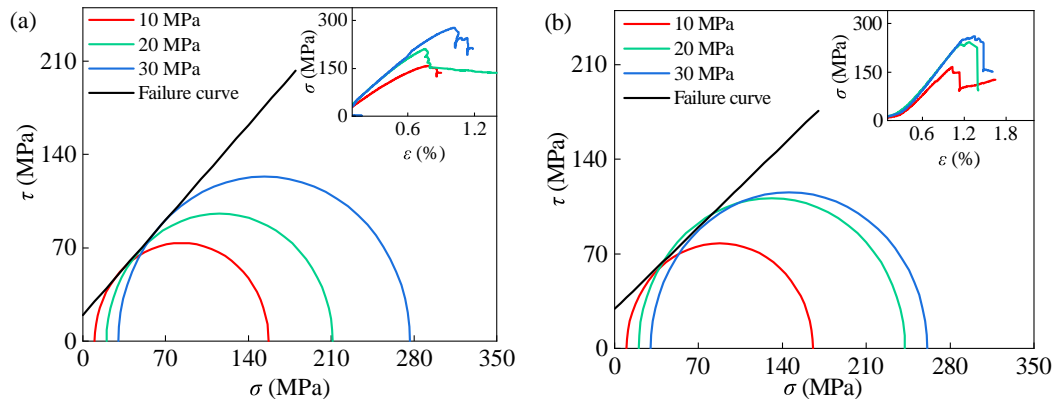 (a)
10 MPa
20 MPa
30 MPa
Failure curve
τ (MPa)
210
140
70
0
0 70 140 210 280 350
σ (MPa)
σ (MPa)
300
150
0
0.6 1.2
ε (%)
(b)
10 MPa
20 MPa
30 MPa
Failure curve
τ (MPa)
210
140
70
0
0 70 140 210 280 350
σ (MPa)
σ (MPa)
300
150
0
0.6 1.2 1.8
ε (%)